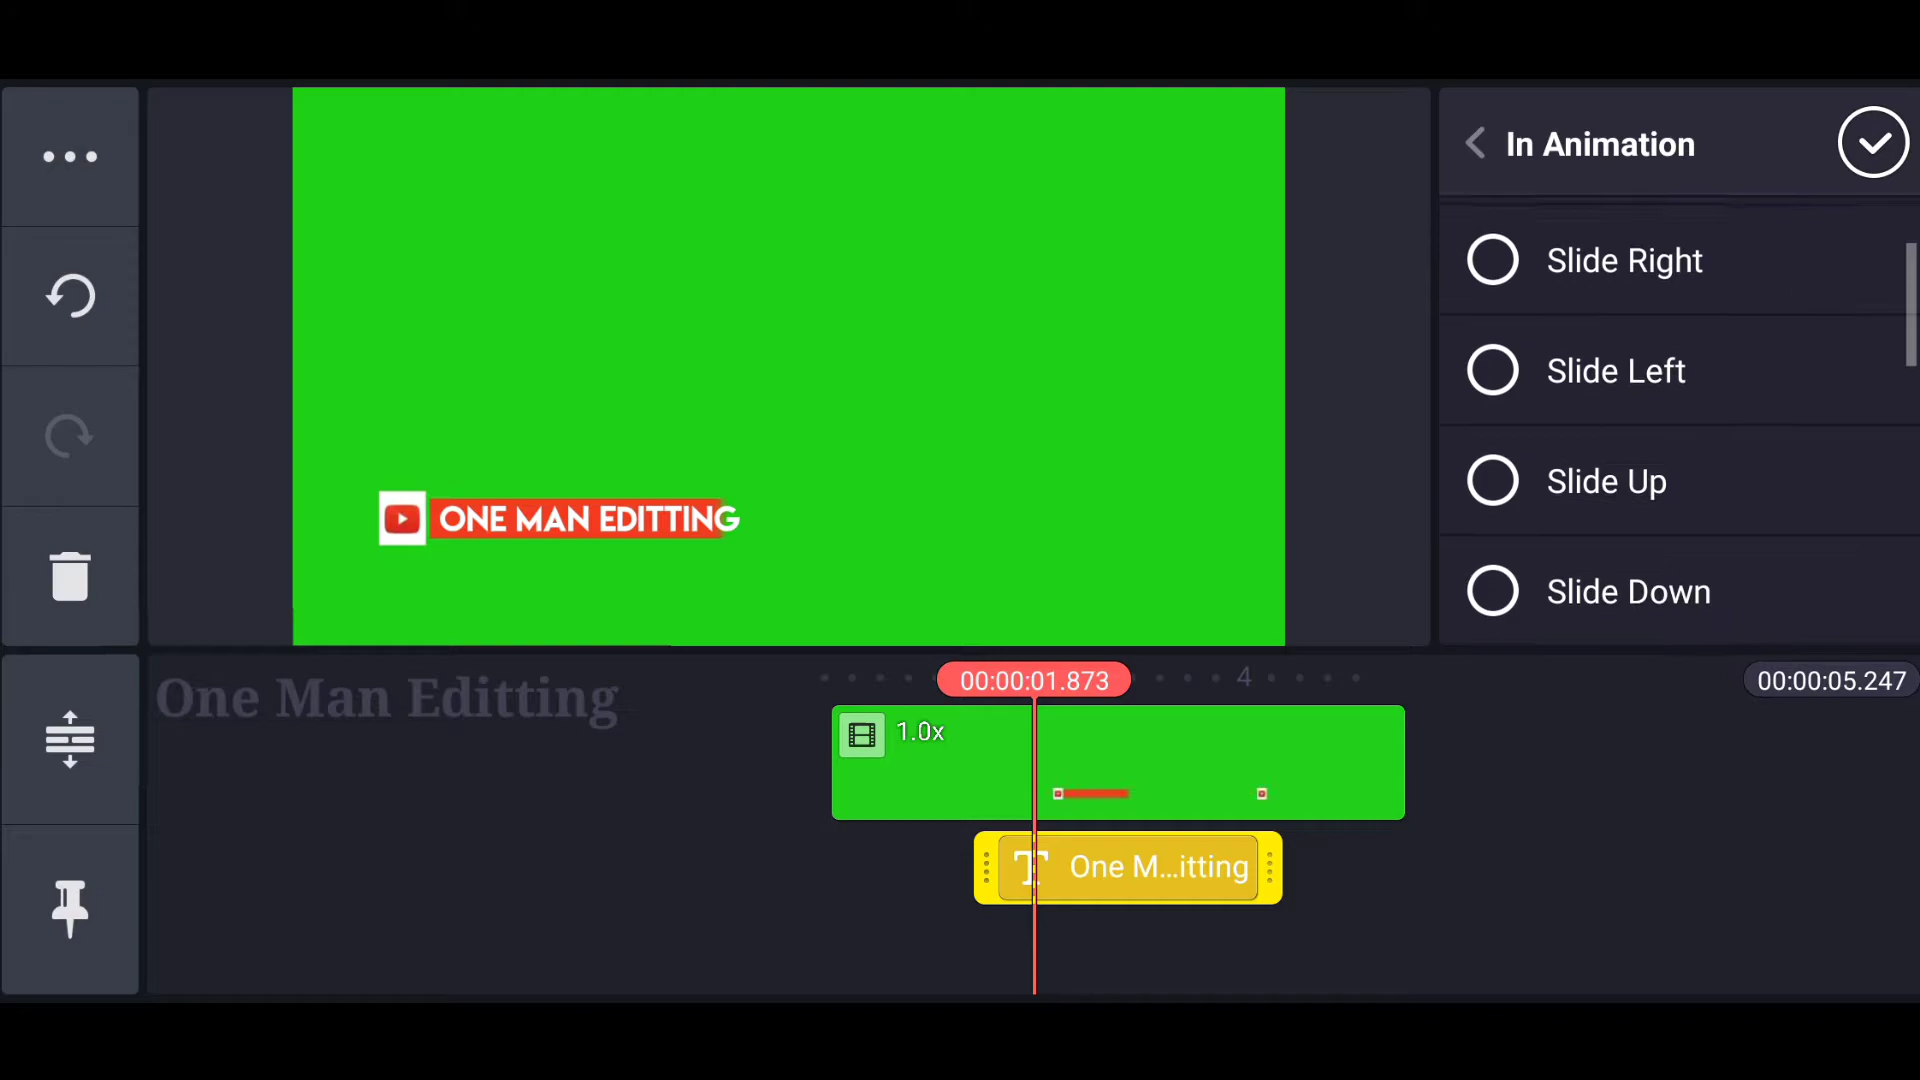 In Animation
Slide Right
Slide Left
Slide Up
Slide Down
ONE MAN EDITTING
One Man Editting
00:00:01.873
4
00:00:05.247
1.0x
One M...itting